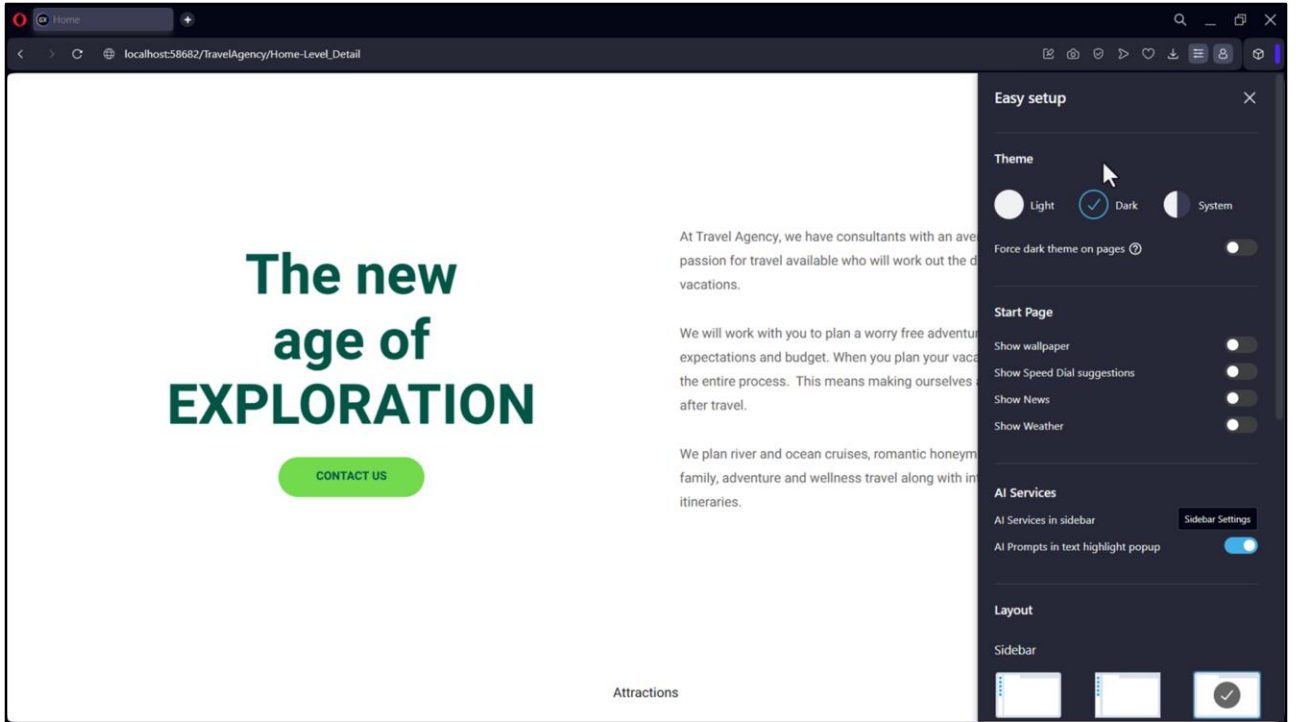 GX Home
localhost:58682/TravelAgency/Home-Level_Detail
The new
age of
EXPLORATION
CONTACT US
At Travel Agency, we have consultants with an ave
passion for travel available who will work out the d
vacations.
We will work with you to plan a worry free adventu
expectations and budget. When you plan your vaca
the entire process. This means making ourselves
after travel.
We plan river and ocean cruises, romantic honeym
family, adventure and wellness travel along with in
itineraries.
Attractions
Easy setup
Theme
Light Dark System
Force dark theme on pages
Start Page
Show wallpaper
Show Speed Dial suggestions
Show News
Show Weather
AI Services
AI Services in sidebar Sidebar Settings
AI Prompts in text highlight popup
Layout
Sidebar